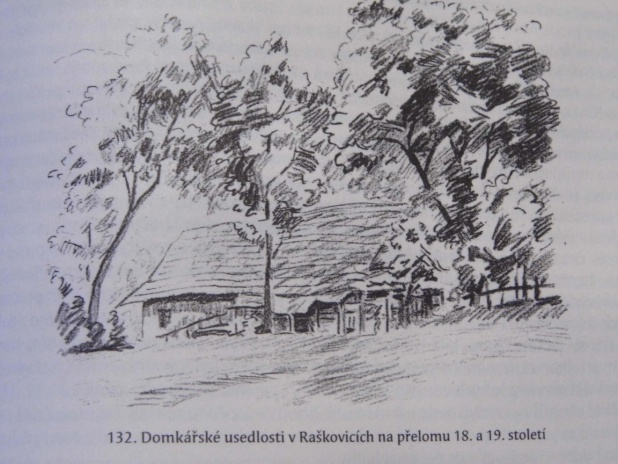 132. Domkářské usedlosti v Raškovicích na přelomu 18. a 19. století